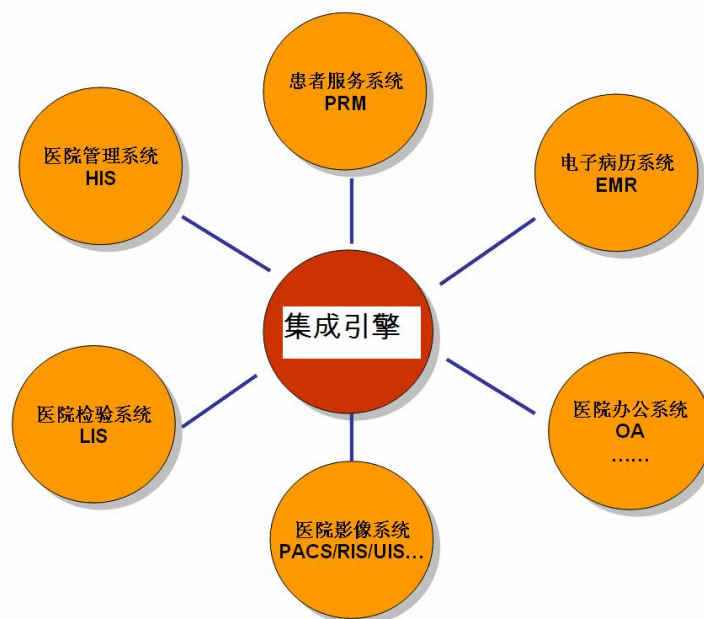 患者服务系统
PRM
医院管理系统
HIS
电子病历系统
EMR
集成引擎
医院检验系统
LIS
医院办公系统
OA
……
医院影像系统
PACS/RIS/UIS…